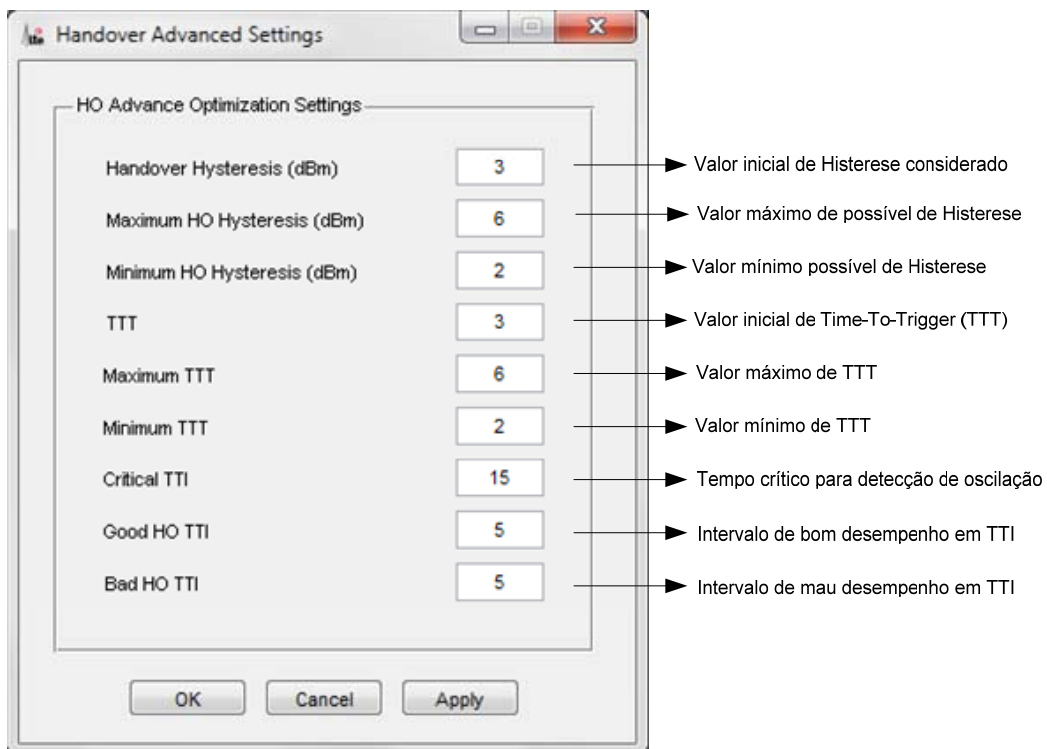 Handover Advanced Settings
HO Advance Optimization Settings
Handover Hysteresis (dBm) 3 Valor inicial de Histerese considerado
Maximum HO Hysteresis (dBm) 6 Valor máximo de possível de Histerese
Minimum HO Hysteresis (dBm) 2 Valor mínimo possível de Histerese
TTT 3 Valor inicial de Time-To-Trigger (TTT)
Maximum TTT 6 Valor máximo de TTT
Minimum TTT 2 Valor mínimo de TTT
Critical TTI 15 Tempo crítico para detecção de oscilação
Good HO TTI 5 Intervalo de bom desempenho em TTI
Bad HO TTI 5 Intervalo de mau desempenho em TTI
OK Cancel Apply